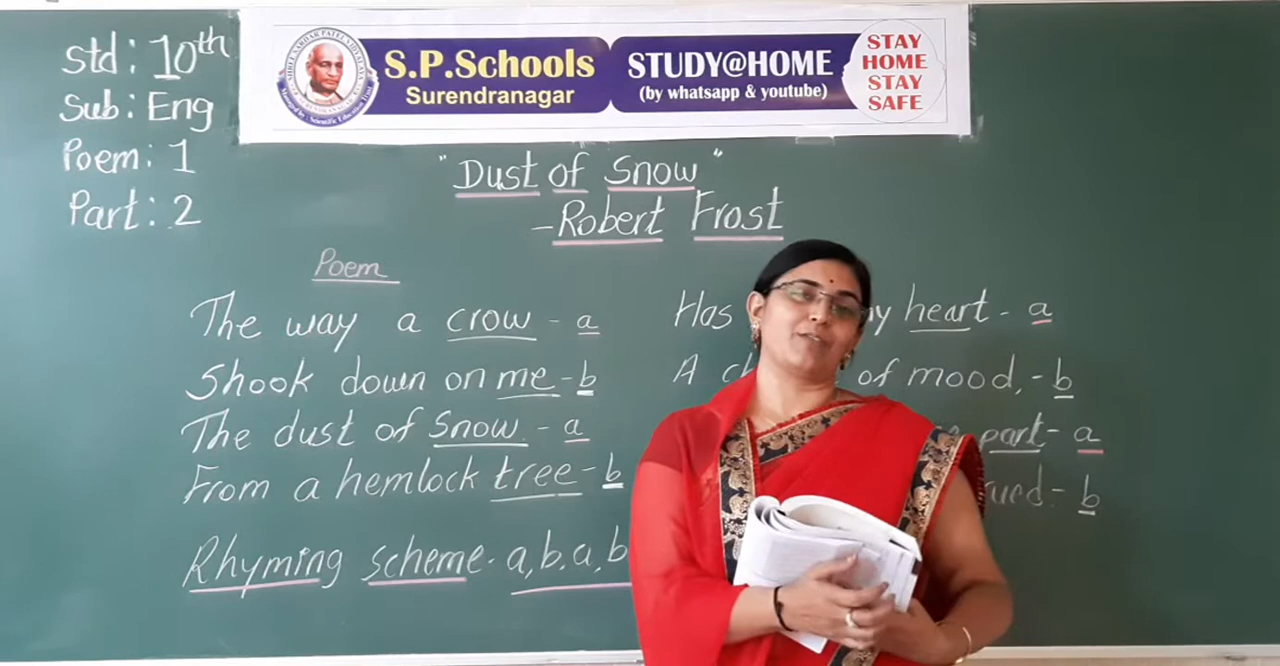 std: 10th
Sub: Eng
Poem: 1
Part: 2
S.P.Schools
Surendranagar
STUDY@HOME
(by whatsapp & youtube)
STAY
HOME
STAY
SAFE
"Dust of Snow"
- Robert Frost
Poem
The way a crow - a
Shook down on me - b
The dust of Snow - a
From a hemlock tree - b
Rhyming scheme - a, b, a, b
Has heart - a
A of mood, - b
part - a
- b